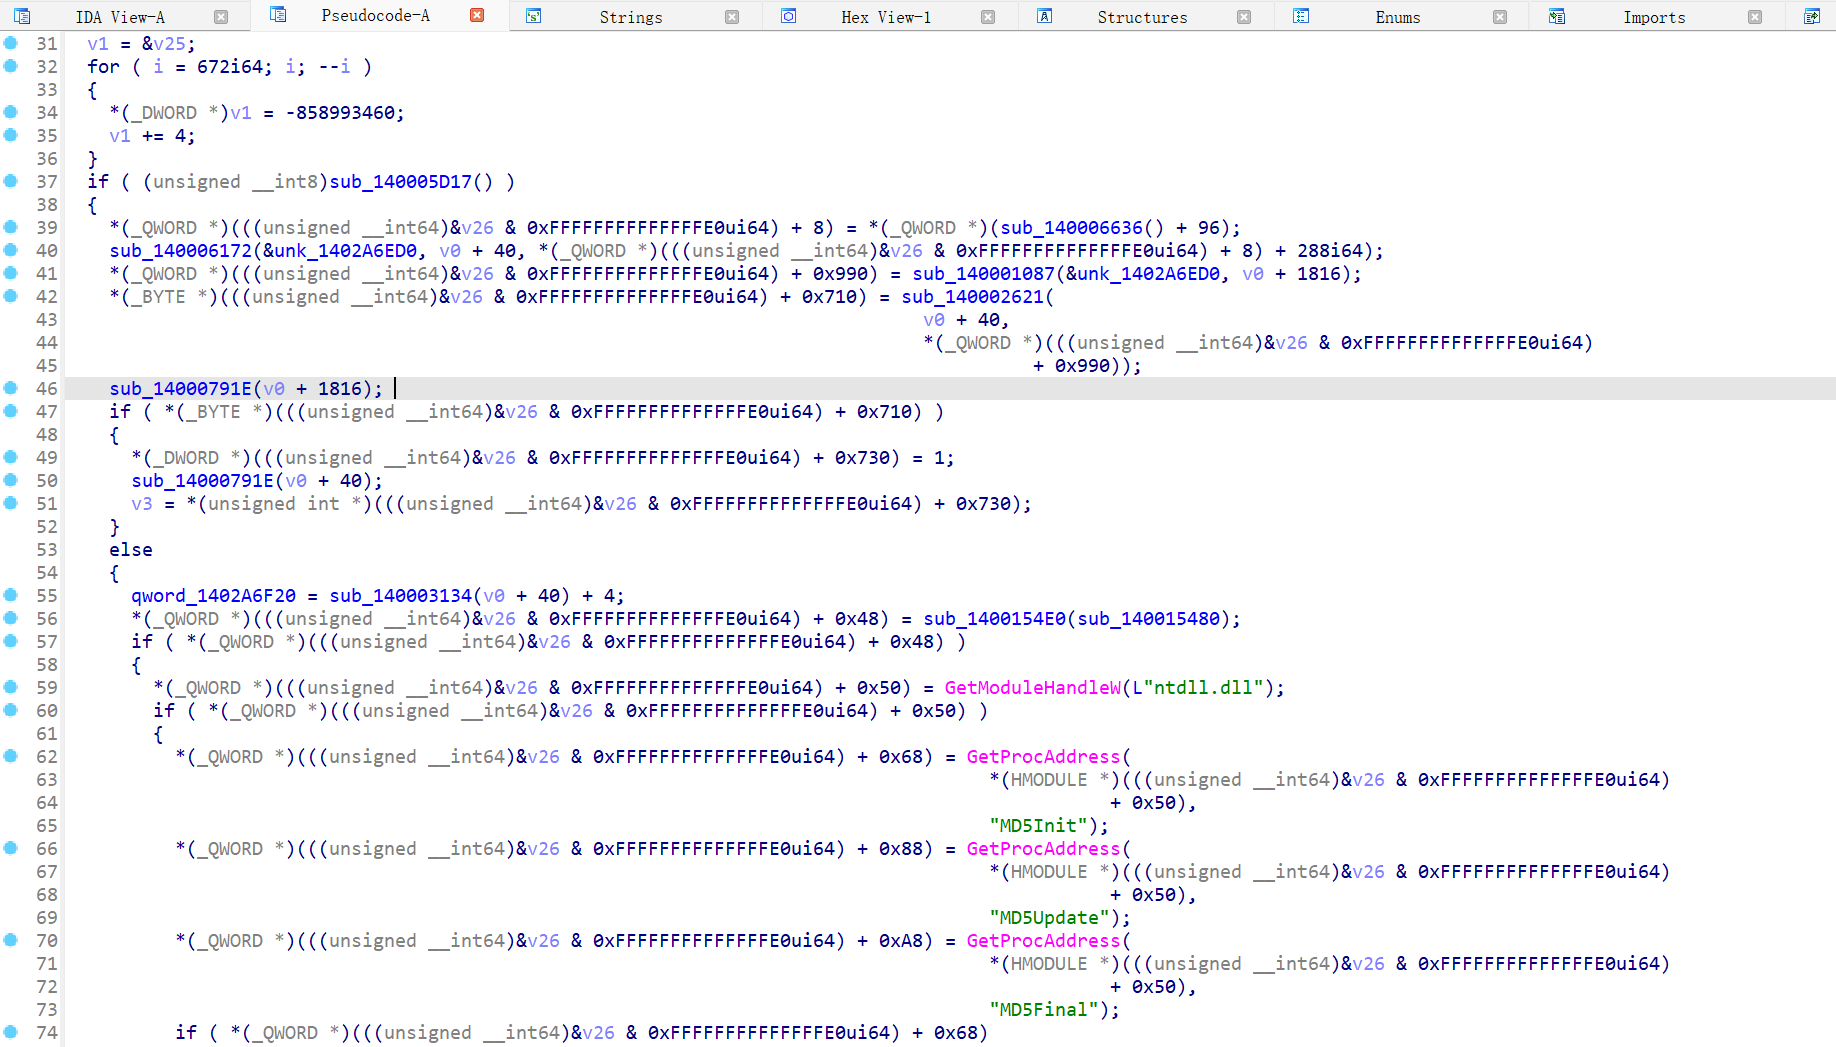 IDA View-A
Pseudocode-A
Strings
Hex View-1
Structures
Enums
Imports
31 v1 = &v25;
32 for ( i = 672i64; i; --i )
33 {
34 *(_DWORD *)v1 = -858993460;
35 v1 += 4;
36 }
37 if ( (unsigned __int8)sub_140005D17() )
38 {
39 *(_QWORD *)(((unsigned __int64)&v26 & 0xFFFFFFFFFFFFFFE0ui64) + 8) = *(_QWORD *)(sub_140006636() + 96);
40 sub_140006172(&unk_1402A6ED0, v0 + 40, *(_QWORD *)(((unsigned __int64)&v26 & 0xFFFFFFFFFFFFFFE0ui64) + 8) + 288i64);
41 *(_QWORD *)(((unsigned __int64)&v26 & 0xFFFFFFFFFFFFFFE0ui64) + 0x990) = sub_140001087(&unk_1402A6ED0, v0 + 1816);
42 *(_BYTE *)(((unsigned __int64)&v26 & 0xFFFFFFFFFFFFFFE0ui64) + 0x710) = sub_140002621(
43 v0 + 40,
44 *(_QWORD *)(((unsigned __int64)&v26 & 0xFFFFFFFFFFFFFFE0ui64)
45 + 0x990));
46 sub_14000791E(v0 + 1816);
47 if ( *(_BYTE *)(((unsigned __int64)&v26 & 0xFFFFFFFFFFFFFFE0ui64) + 0x710) )
48 {
49 *(_DWORD *)(((unsigned __int64)&v26 & 0xFFFFFFFFFFFFFFE0ui64) + 0x730) = 1;
50 sub_14000791E(v0 + 40);
51 v3 = *(unsigned int *)(((unsigned __int64)&v26 & 0xFFFFFFFFFFFFFFE0ui64) + 0x730);
52 }
53 else
54 {
55 qword_1402A6F20 = sub_140003134(v0 + 40) + 4;
56 *(_QWORD *)(((unsigned __int64)&v26 & 0xFFFFFFFFFFFFFFE0ui64) + 0x48) = sub_1400154E0(sub_140015480);
57 if ( *(_QWORD *)(((unsigned __int64)&v26 & 0xFFFFFFFFFFFFFFE0ui64) + 0x48) )
58 {
59 *(_QWORD *)(((unsigned __int64)&v26 & 0xFFFFFFFFFFFFFFE0ui64) + 0x50) = GetModuleHandleW(L"ntdll.dll");
60 if ( *(_QWORD *)(((unsigned __int64)&v26 & 0xFFFFFFFFFFFFFFE0ui64) + 0x50) )
61 {
62 *(_QWORD *)(((unsigned __int64)&v26 & 0xFFFFFFFFFFFFFFE0ui64) + 0x68) = GetProcAddress(
63 *(HMODULE *)(((unsigned __int64)&v26 & 0xFFFFFFFFFFFFFFE0ui64)
64 + 0x50),
65 "MD5Init");
66 *(_QWORD *)(((unsigned __int64)&v26 & 0xFFFFFFFFFFFFFFE0ui64) + 0x88) = GetProcAddress(
67 *(HMODULE *)(((unsigned __int64)&v26 & 0xFFFFFFFFFFFFFFE0ui64)
68 + 0x50),
69 "MD5Update");
70 *(_QWORD *)(((unsigned __int64)&v26 & 0xFFFFFFFFFFFFFFE0ui64) + 0xA8) = GetProcAddress(
71 *(HMODULE *)(((unsigned __int64)&v26 & 0xFFFFFFFFFFFFFFE0ui64)
72 + 0x50),
73 "MD5Final");
74 if ( *(_QWORD *)(((unsigned __int64)&v26 & 0xFFFFFFFFFFFFFFE0ui64) + 0x68)